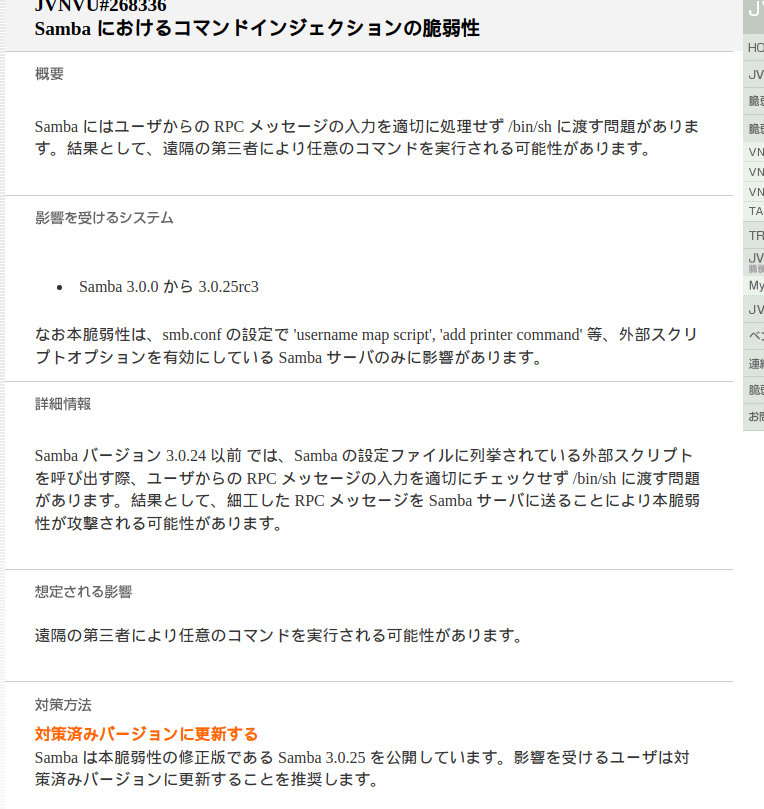 JVNVU#268336
Samba におけるコマンドインジェクションの脆弱性
概要
Samba にはユーザからの RPC メッセージの入力を適切に処理せず /bin/sh に渡す問題がありま
す。結果として、遠隔の第三者により任意のコマンドを実行される可能性があります。
影響を受けるシステム
• Samba 3.0.0 から 3.0.25rc3
なお本脆弱性は、smb.conf の設定で 'username map script', 'add printer command' 等、外部スクリ
プトオプションを有効にしている Samba サーバのみに影響があります。
詳細情報
Samba バージョン 3.0.24 以前 では、Samba の設定ファイルに列挙されている外部スクリプト
を呼び出す際、ユーザからの RPC メッセージの入力を適切にチェックせず /bin/sh に渡す問題
があります。結果として、細工した RPC メッセージを Samba サーバに送ることにより本脆弱
性が攻撃される可能性があります。
想定される影響
遠隔の第三者により任意のコマンドを実行される可能性があります。
対策方法
対策済みバージョンに更新する
Samba は本脆弱性の修正版である Samba 3.0.25 を公開しています。影響を受けるユーザは対
策済みバージョンに更新することを推奨します。
HO
JV
脆
脆
VN
VN
VN
TA
TR
JV
My
JV
ベ
連
脆
お